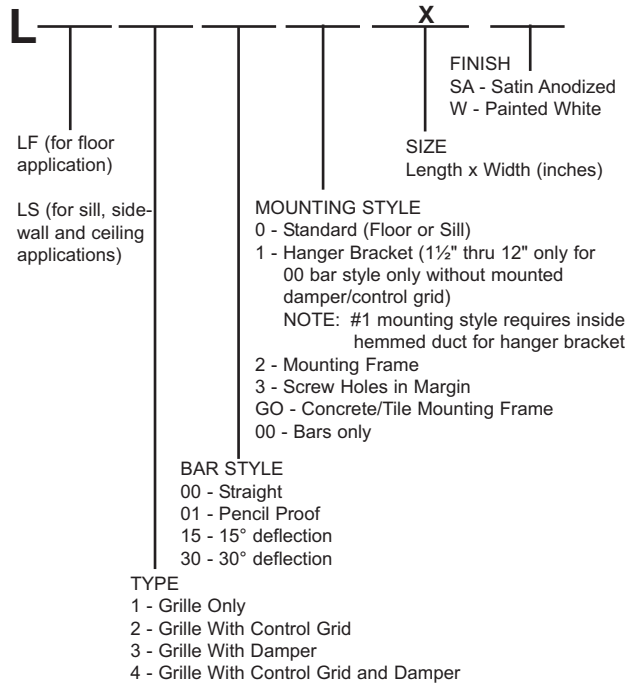 L X
FINISH
SA - Satin Anodized
W - Painted White
SIZE
Length x Width (inches)
LF (for floor
application)
LS (for sill, side-
wall and ceiling
applications)
MOUNTING STYLE
0 - Standard (Floor or Sill)
1 - Hanger Bracket (1½" thru 12" only for
00 bar style only without mounted
damper/control grid)
NOTE: #1 mounting style requires inside
hemmed duct for hanger bracket
2 - Mounting Frame
3 - Screw Holes in Margin
GO - Concrete/Tile Mounting Frame
00 - Bars only
BAR STYLE
00 - Straight
01 - Pencil Proof
15 - 15° deflection
30 - 30° deflection
TYPE
1 - Grille Only
2 - Grille With Control Grid
3 - Grille With Damper
4 - Grille With Control Grid and Damper